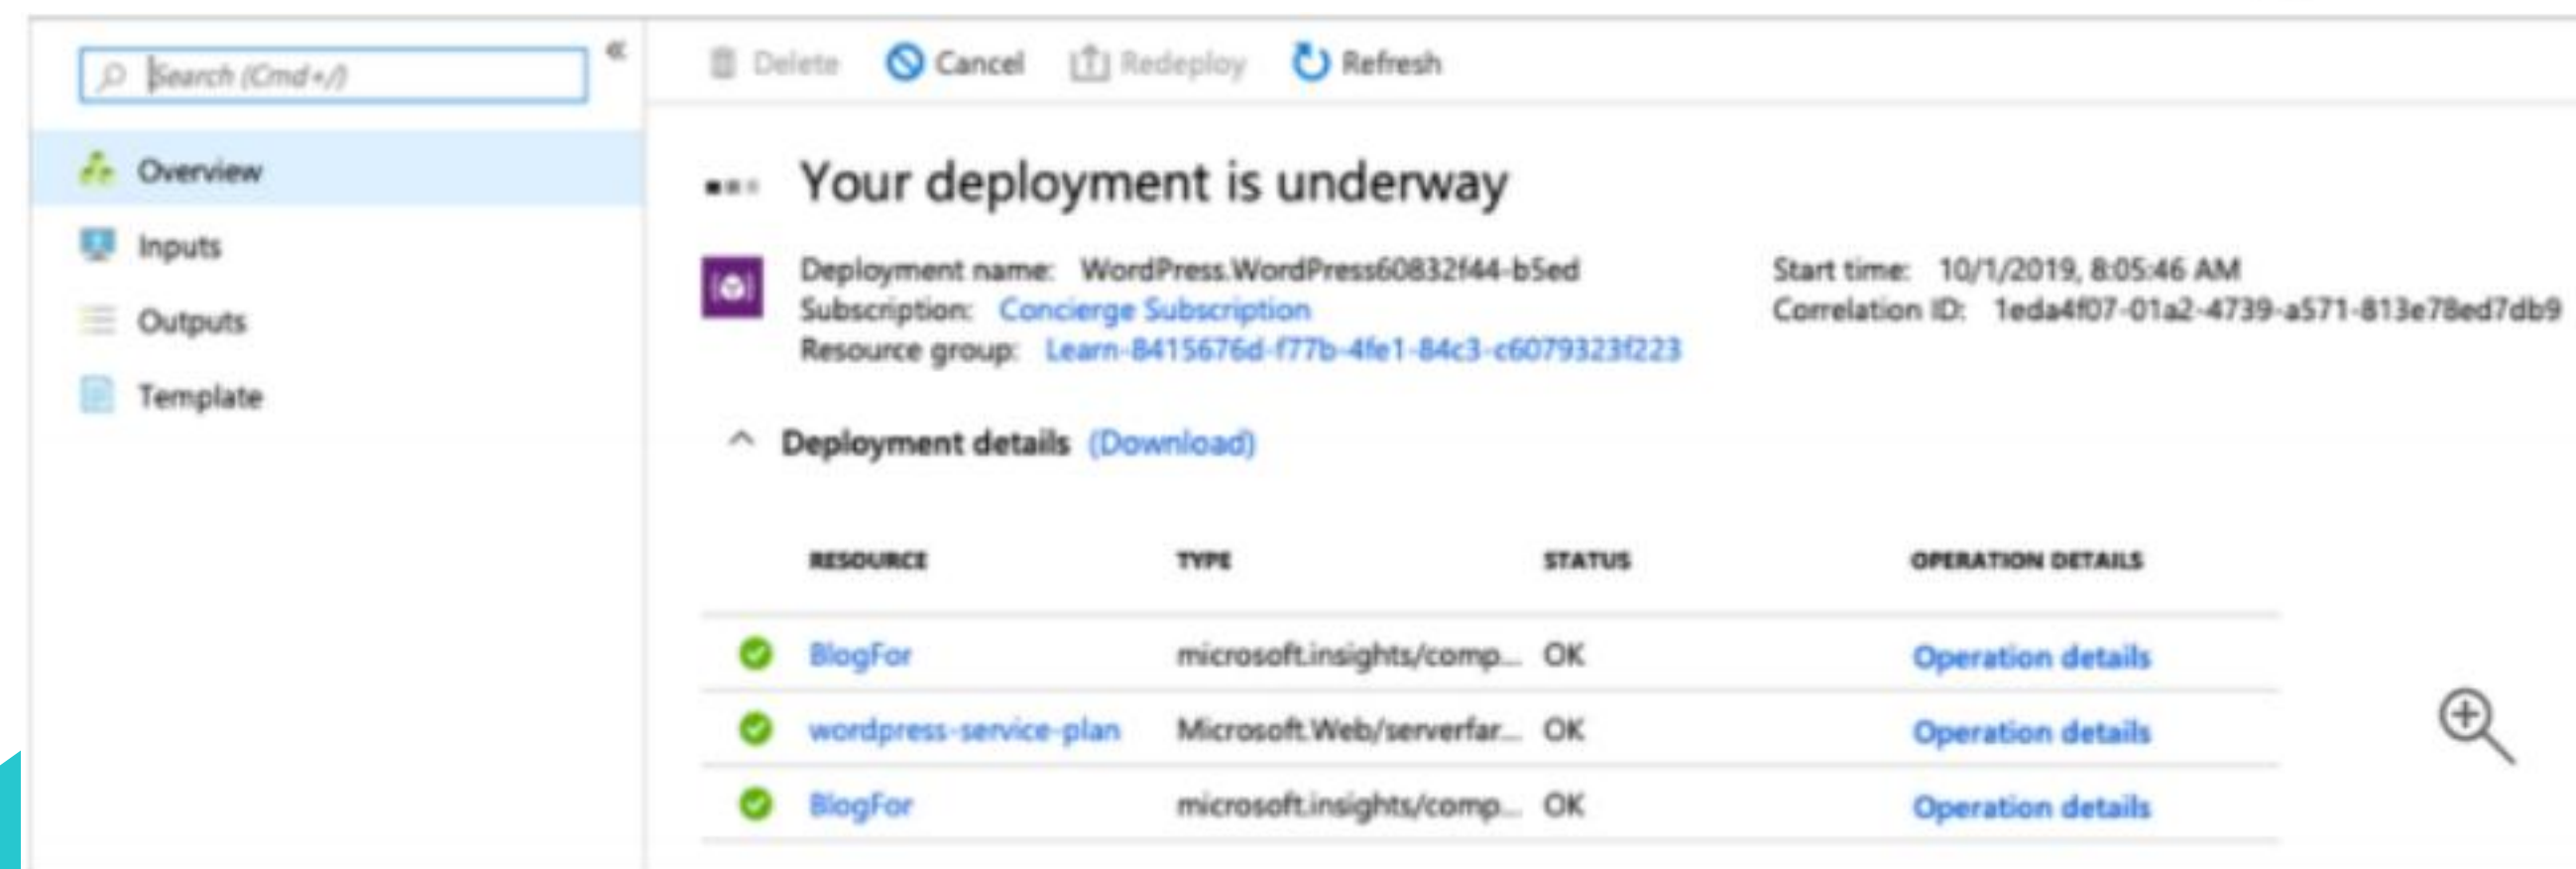 Search (Cmd+/)
«
Overview
Inputs
Outputs
Template
Delete Cancel Redeploy Refresh
Your deployment is underway
Deployment name: WordPress.WordPress60832f44-b5ed
Subscription: Concierge Subscription
Resource group: Learn-8415676d-f77b-4fe1-84c3-c6079323f223
Start time: 10/1/2019, 8:05:46 AM
Correlation ID: 1eda4f07-01a2-4739-a571-813e78ed7db9
Deployment details (Download)
RESOURCE TYPE STATUS OPERATION DETAILS
BlogFor microsoft.insights/comp... OK Operation details
wordpress-service-plan Microsoft.Web/serverfar... OK Operation details
BlogFor microsoft.insights/comp... OK Operation details